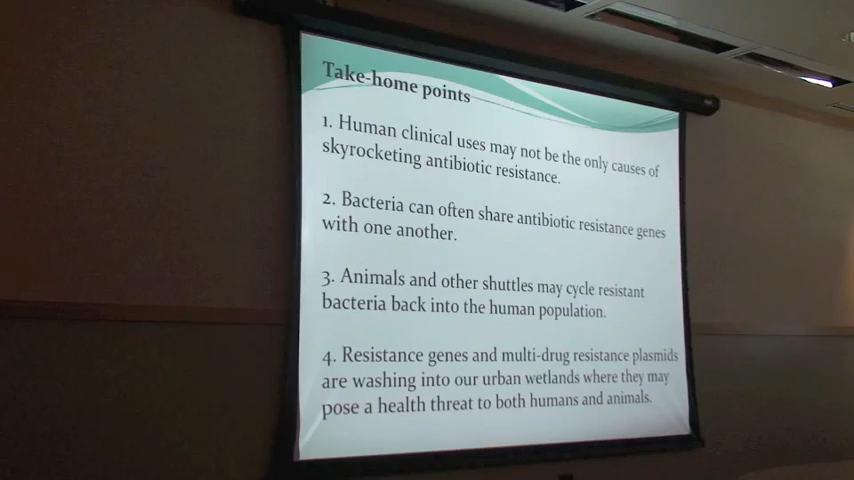 Take-home points
1. Human clinical uses may not be the only causes of
skyrocketing antibiotic resistance.
2. Bacteria can often share antibiotic resistance genes
with one another.
3. Animals and other shuttles may cycle resistant
bacteria back into the human population.
4. Resistance genes and multi-drug resistance plasmids
are washing into our urban wetlands where they may
pose a health threat to both humans and animals.